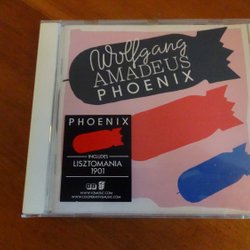 Wolfgang
AMADEUS
PHOENIX
PHOENIX
INCLUDES
LISZTOMANIA
1901